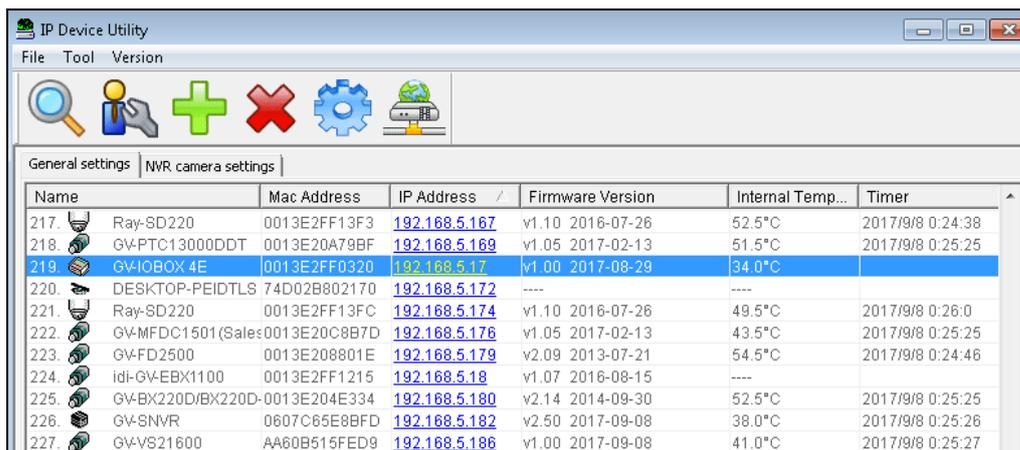 IP Device Utility
File Tool Version
General settings NVR camera settings
Name Mac Address IP Address Firmware Version Internal Temp... Timer
217. Ray-SD220 0013E2FF13F3 192.168.5.167 v1.10 2016-07-26 52.5°C 2017/9/8 0:24:38
218. GV-PTC13000DDT 0013E20A79BF 192.168.5.169 v1.05 2017-02-13 51.5°C 2017/9/8 0:25:25
219. GV-IOBOX 4E 0013E2FF0320 192.168.5.17 v1.00 2017-08-29 34.0°C
220. DESKTOP-PEIDTLS 74D02B802170 192.168.5.172 ---- ----
221. Ray-SD220 0013E2FF13FC 192.168.5.174 v1.10 2016-07-26 49.5°C 2017/9/8 0:26:0
222. GV-MFDC1501(Sales 0013E20C8B7D 192.168.5.176 v1.05 2017-02-13 43.5°C 2017/9/8 0:25:25
223. GV-FD2500 0013E208801E 192.168.5.179 v2.09 2013-07-21 54.5°C 2017/9/8 0:24:46
224. idi-GV-EBX1100 0013E2FF1215 192.168.5.18 v1.07 2016-08-15 ----
225. GV-BX220D/BX220D- 0013E204E334 192.168.5.180 v2.14 2014-09-30 52.5°C 2017/9/8 0:25:25
226. GV-SNVR 0607C65E8BFD 192.168.5.182 v2.50 2017-09-08 38.0°C 2017/9/8 0:25:26
227. GV-VS21600 AA60B515FED9 192.168.5.186 v1.00 2017-09-08 41.0°C 2017/9/8 0:25:27